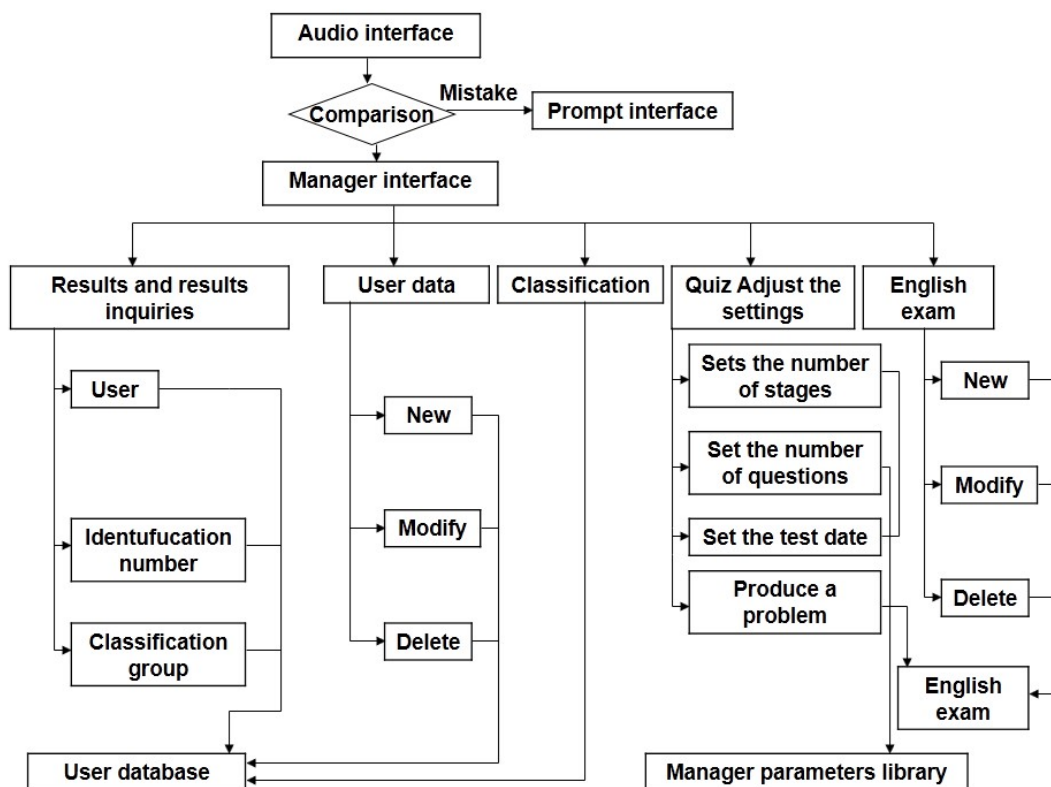 Audio interface
Mistake
Comparison
Prompt interface
Manager interface
Results and results
inquiries
User data
Classification
Quiz Adjust the
settings
English
exam
User
Identufucation
number
Classification
group
New
Modify
Delete
Sets the number
of stages
Set the number
of questions
Set the test date
Produce a
problem
New
Modify
Delete
English
exam
User database
Manager parameters library